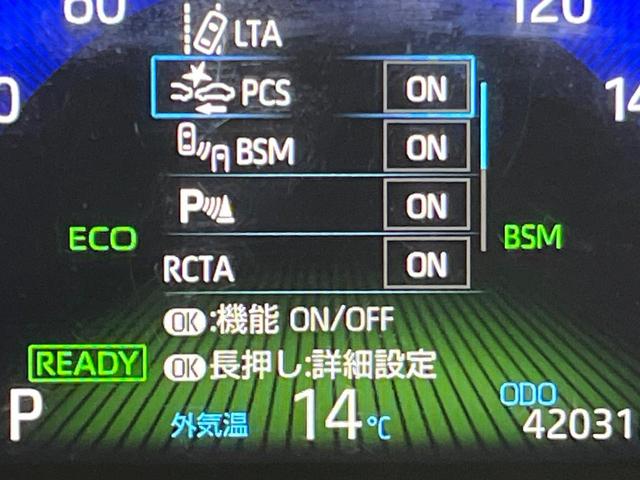 60
120
LTA
PCS ON
BSM ON
P ON
ECO
BSM
RCTA ON
OK:機能 ON/OFF
READY
OK長押し:詳細設定
P
外気温 14℃
ODO
42031